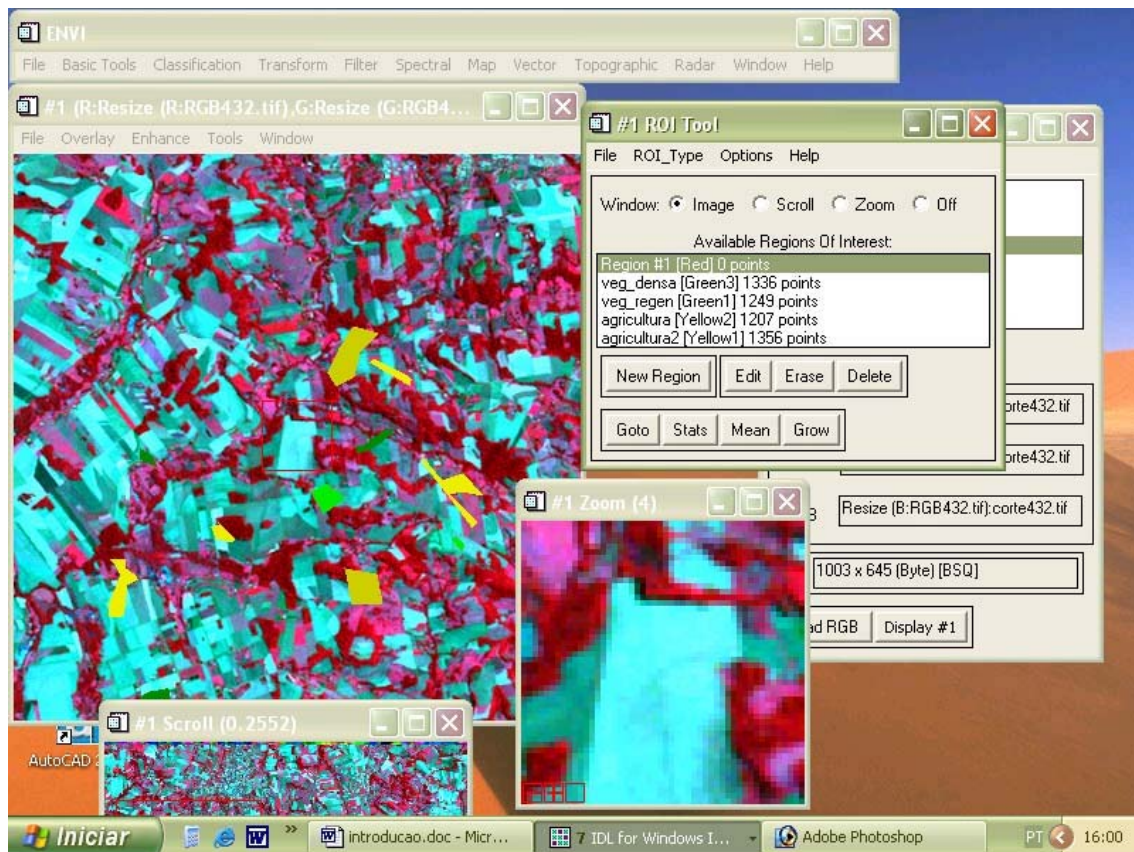 ENVI
File Basic Tools Classification Transform Filter Spectral Map Vector Topographic Radar Window Help
#1 (R:Resize (R:RGB432.tif),G:Resize (G:RGB4...
File Overlay Enhance Tools Window
#1 ROI Tool
File ROI_Type Options Help
Window: Image Scroll Zoom Off
Available Regions Of Interest:
Region #1 [Red] 0 points
veg_densa [Green3] 1336 points
veg_regen [Green1] 1249 points
agricultura [Yellow2] 1207 points
agricultura2 [Yellow1] 1356 points
New Region Edit Erase Delete
Goto Stats Mean Grow
orte432.tif
orte432.tif
Resize (B:RGB432.tif):corte432.tif
1003 x 645 (Byte) [BSQ]
ad RGB Display #1
#1 Zoom (4)
#1 Scroll (0.2552)
AutoCAD 2
Iniciar
introducao.doc - Micr...
7 IDL for Windows I...
Adobe Photoshop
PT 16:00